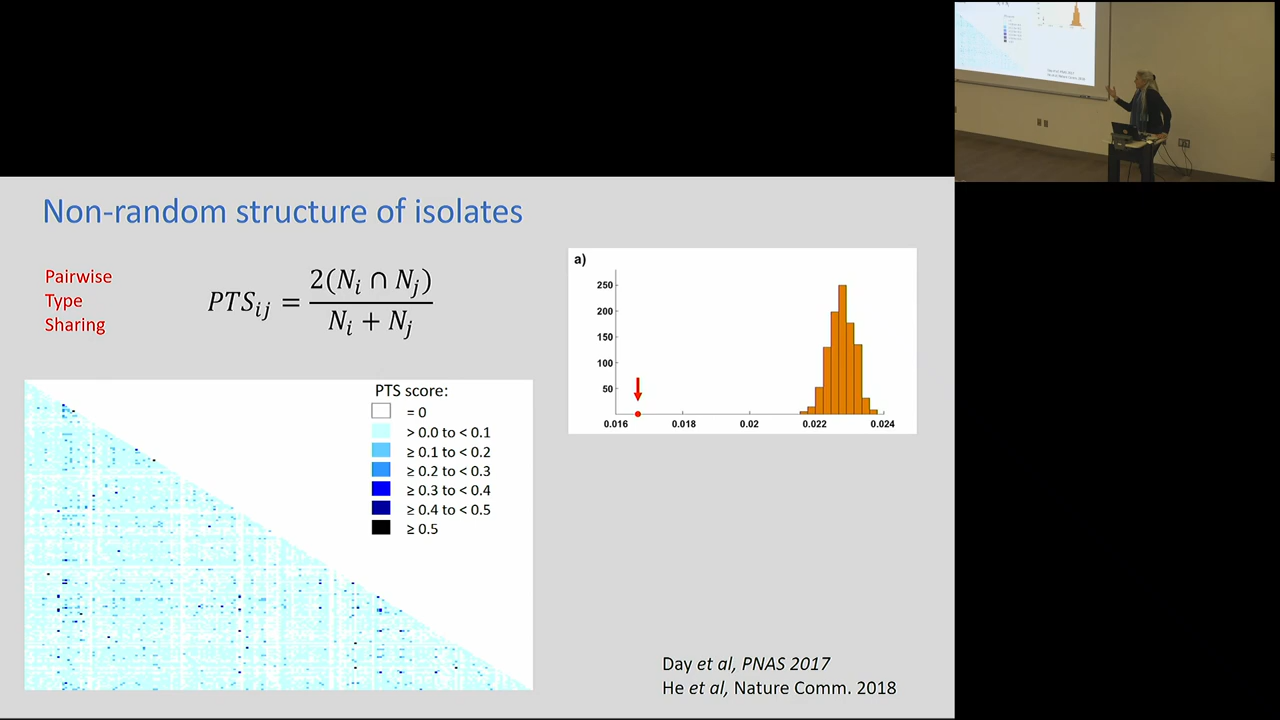 Non-random structure of isolates
Pairwise
Type
Sharing
PTS_ij = 2(N_i ∩ N_j) / (N_i + N_j)
a)
250
200
150
100
50
0.016 0.018 0.02 0.022 0.024
PTS score:
= 0
> 0.0 to < 0.1
≥ 0.1 to < 0.2
≥ 0.2 to < 0.3
≥ 0.3 to < 0.4
≥ 0.4 to < 0.5
≥ 0.5
Day et al, PNAS 2017
He et al, Nature Comm. 2018